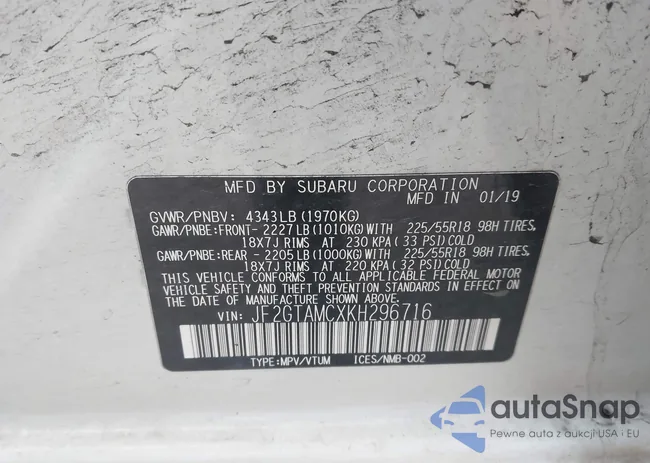 MFD BY SUBARU CORPORATION
MFD IN 01/19
GVWR/PNBV: 4343LB(1970KG)
GAWR/PNBE:FRONT-2227LB(1010KG)WITH 225/55R18 98H TIRES,
18X7J RIMS AT 230 KPA(33 PSI)COLD
GAWR/PNBE:REAR -2205LB(1000KG)WITH 225/55R18 98H TIRES,
18X7J RIMS AT 220 KPA(32 PSI)COLD
THIS VEHICLE CONFORMS TO ALL APPLICABLE FEDERAL MOTOR
VEHICLE SAFETY AND THEFT PREVENTION STANDARDS IN EFFECT ON
THE DATE OF MANUFACTURE SHOWN ABOVE.
VIN: JF2GTAMCXKH296716
TYPE:MPV/VTUM ICES/NMB-002
autoSnap
Pewne auta z aukcji USA i EU